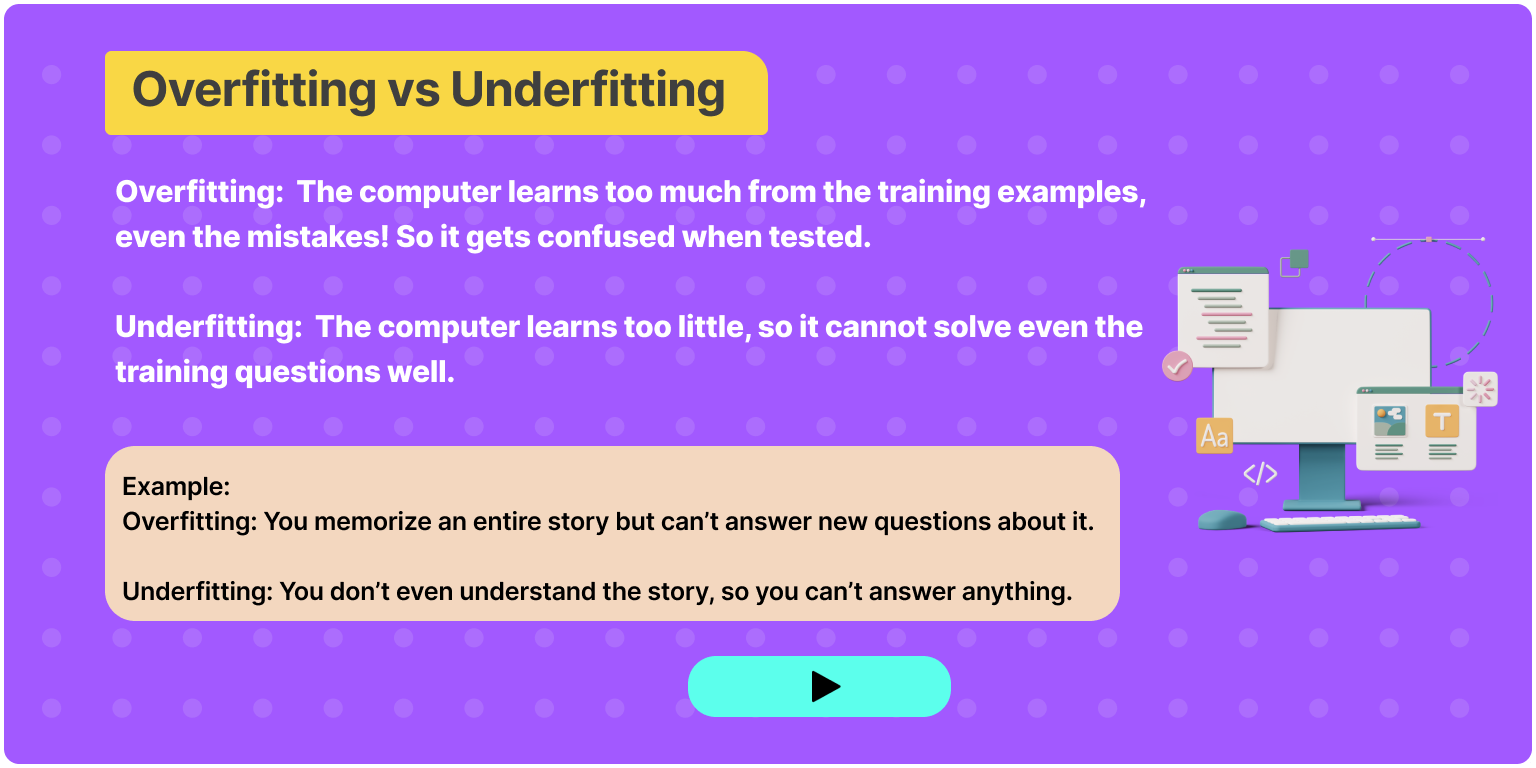 Overfitting vs Underfitting
Overfitting:  The computer learns too much from the training examples,
even the mistakes! So it gets confused when tested.
Underfitting:  The computer learns too little, so it cannot solve even the
training questions well.
Example:
Overfitting: You memorize an entire story but can’t answer new questions about it.
Underfitting: You don’t even understand the story, so you can’t answer anything.
T
Aa
</>